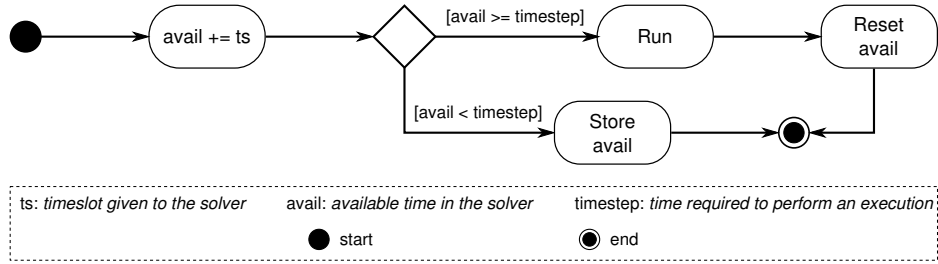 avail += ts
[avail >= timestep]
Run
Reset
avail
[avail < timestep]
Store
avail
ts: timeslot given to the solver avail: available time in the solver timestep: time required to perform an execution
start end